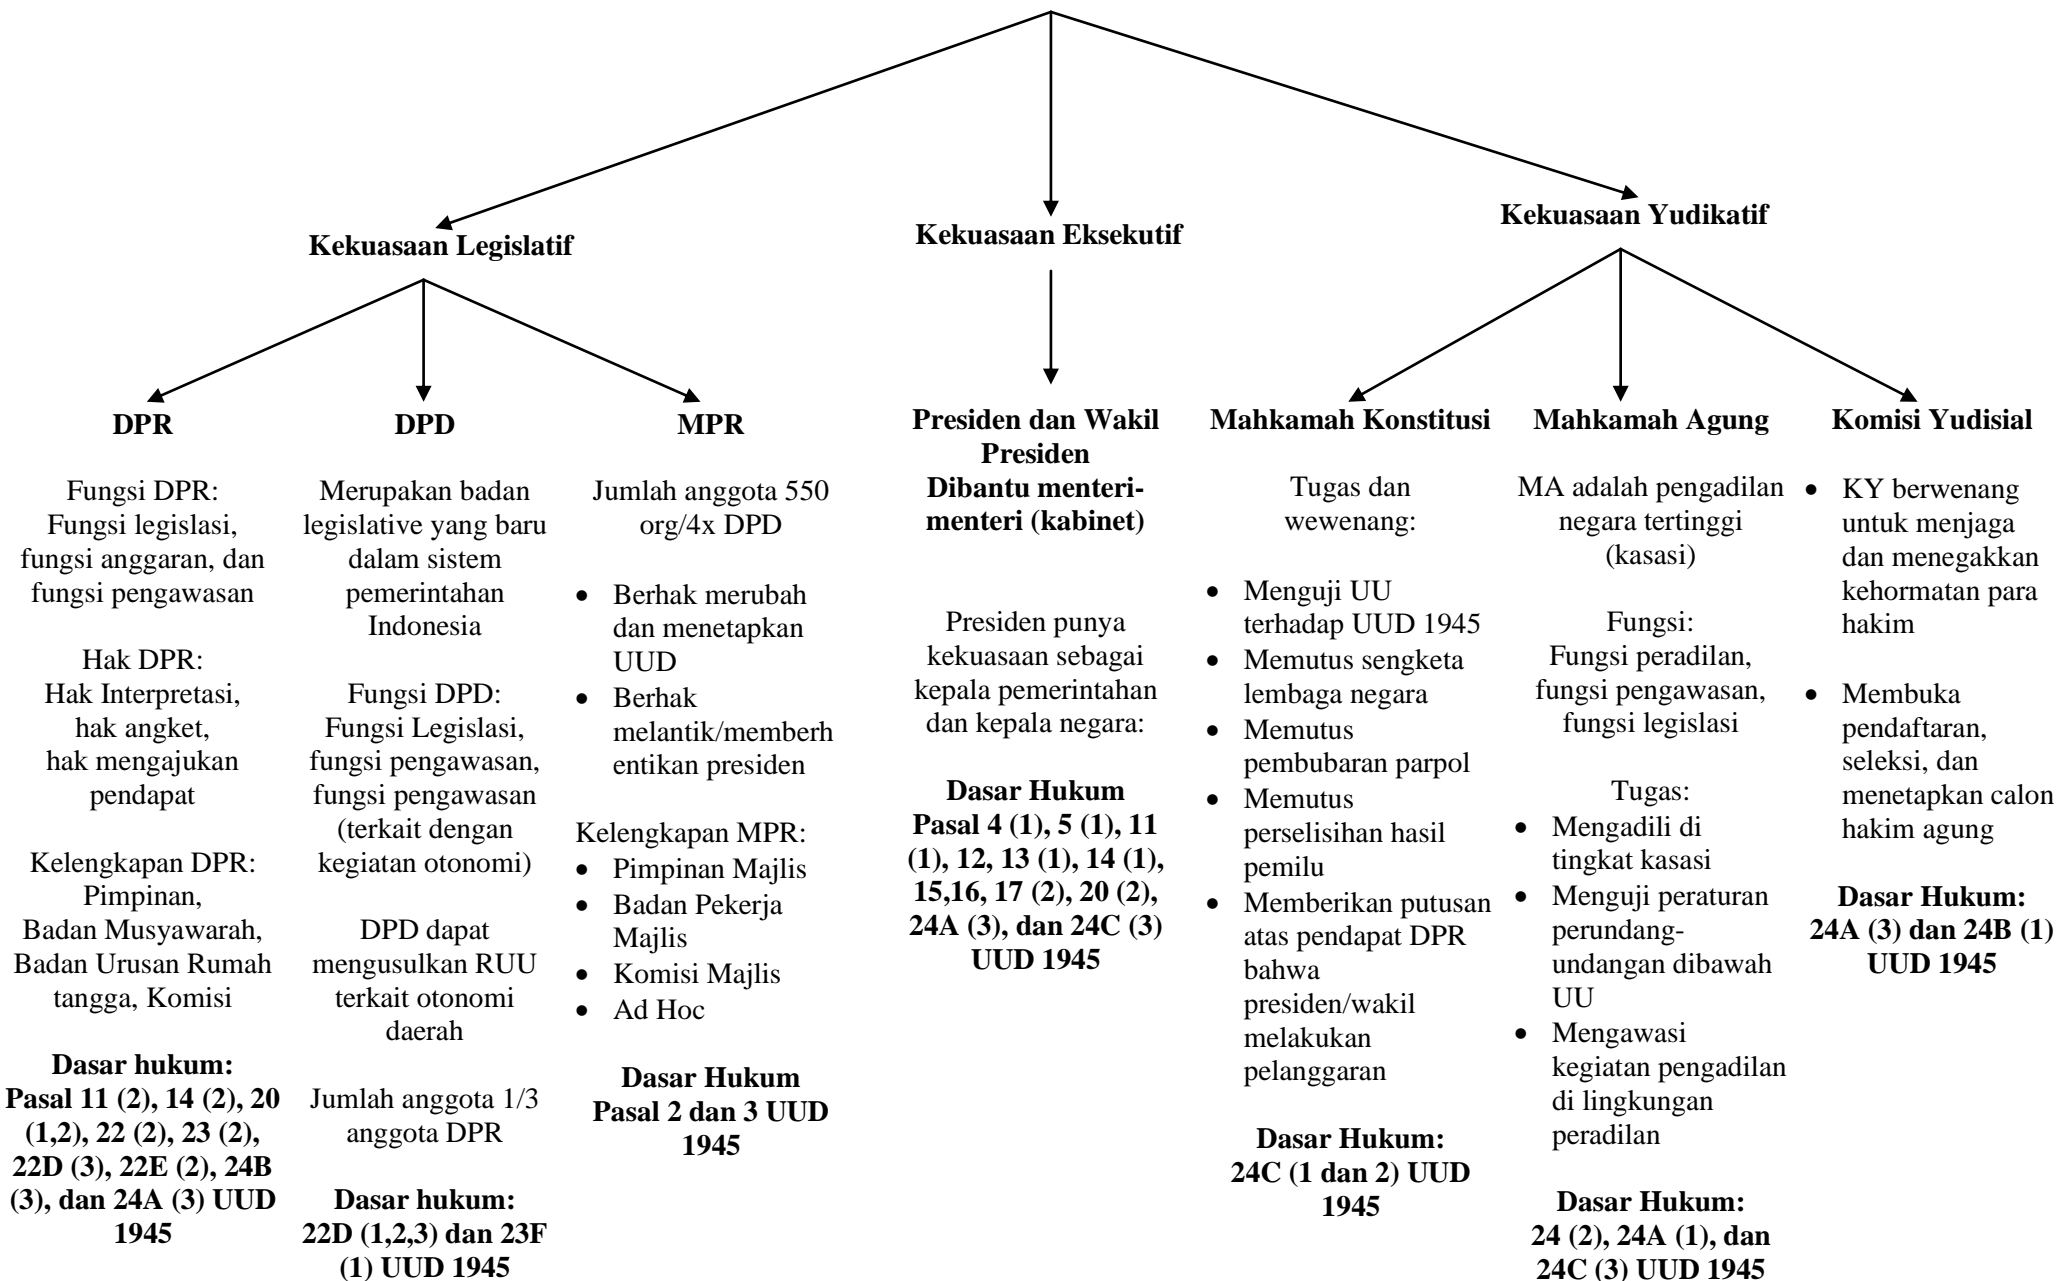 Kekuasaan Legislatif
Kekuasaan Eksekutif
Kekuasaan Yudikatif
DPR
Fungsi DPR:
Fungsi legislasi,
fungsi anggaran, dan
fungsi pengawasan
Hak DPR:
Hak Interpretasi,
hak angket,
hak mengajukan
pendapat
Kelengkapan DPR:
Pimpinan,
Badan Musyawarah,
Badan Urusan Rumah
tangga, Komisi
Dasar hukum:
Pasal 11 (2), 14 (2), 20
(1,2), 22 (2), 23 (2),
22D (3), 22E (2), 24B
(3), dan 24A (3) UUD
1945
DPD
Merupakan badan
legislative yang baru
dalam sistem
pemerintahan
Indonesia
Fungsi DPD:
Fungsi Legislasi,
fungsi pengawasan,
fungsi pengawasan
(terkait dengan
kegiatan otonomi)
DPD dapat
mengusulkan RUU
terkait otonomi
daerah
Jumlah anggota 1/3
anggota DPR
Dasar hukum:
22D (1,2,3) dan 23F
(1) UUD 1945
MPR
Jumlah anggota 550
org/4x DPD
• Berhak merubah
dan menetapkan
UUD
• Berhak
melantik/memberh
entikan presiden
Kelengkapan MPR:
• Pimpinan Majlis
• Badan Pekerja
Majlis
• Komisi Majlis
• Ad Hoc
Dasar Hukum
Pasal 2 dan 3 UUD
1945
Presiden dan Wakil
Presiden
Dibantu menteri-
menteri (kabinet)
Presiden punya
kekuasaan sebagai
kepala pemerintahan
dan kepala negara:
Dasar Hukum
Pasal 4 (1), 5 (1), 11
(1), 12, 13 (1), 14 (1),
15,16, 17 (2), 20 (2),
24A (3), dan 24C (3)
UUD 1945
Mahkamah Konstitusi
Tugas dan
wewenang:
• Menguji UU
terhadap UUD 1945
• Memutus sengketa
lembaga negara
• Memutus
pembubaran parpol
• Memutus
perselisihan hasil
pemilu
• Memberikan putusan
atas pendapat DPR
bahwa
presiden/wakil
melakukan
pelanggaran
Dasar Hukum:
24C (1 dan 2) UUD
1945
Mahkamah Agung
MA adalah pengadilan
negara tertinggi
(kasasi)
Fungsi:
Fungsi peradilan,
fungsi pengawasan,
fungsi legislasi
Tugas:
• Mengadili di
tingkat kasasi
• Menguji peraturan
perundang-
undangan dibawah
UU
• Mengawasi
kegiatan pengadilan
di lingkungan
peradilan
Dasar Hukum:
24 (2), 24A (1), dan
24C (3) UUD 1945
Komisi Yudisial
• KY berwenang
untuk menjaga
dan menegakkan
kehormatan para
hakim
• Membuka
pendaftaran,
seleksi, dan
menetapkan calon
hakim agung
Dasar Hukum:
24A (3) dan 24B (1)
UUD 1945